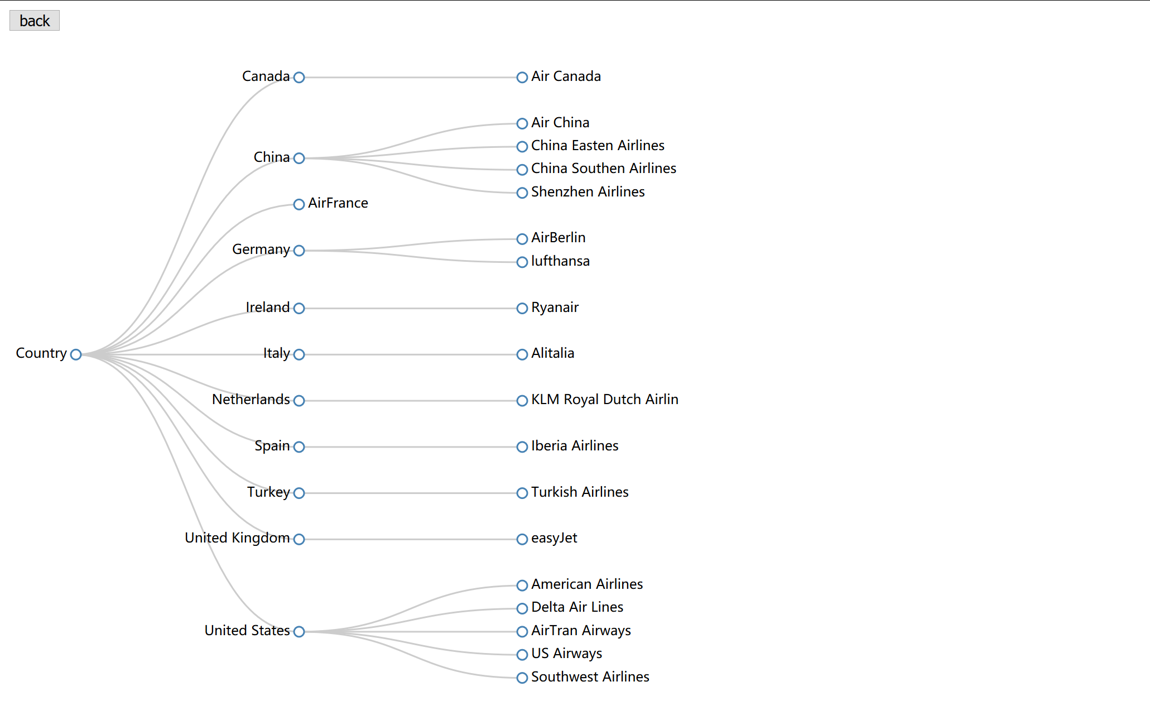 back
Canada
Air Canada
Air China
China
China Easten Airlines
China Southen Airlines
Shenzhen Airlines
AirFrance
AirBerlin
Germany
lufthansa
Ireland
Ryanair
Country
Italy
Alitalia
Netherlands
KLM Royal Dutch Airlin
Spain
Iberia Airlines
Turkey
Turkish Airlines
United Kingdom
easyJet
American Airlines
Delta Air Lines
United States
AirTran Airways
US Airways
Southwest Airlines